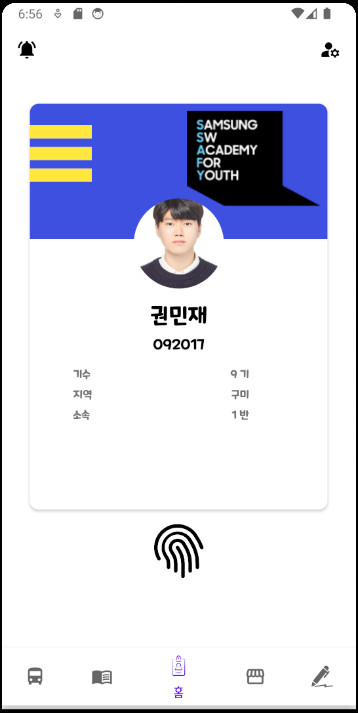 6:56
SAMSUNG
SW
ACADEMY
FOR
YOUTH
권민재
092017
기수 9 기
지역 구미
소속 1 반
홈